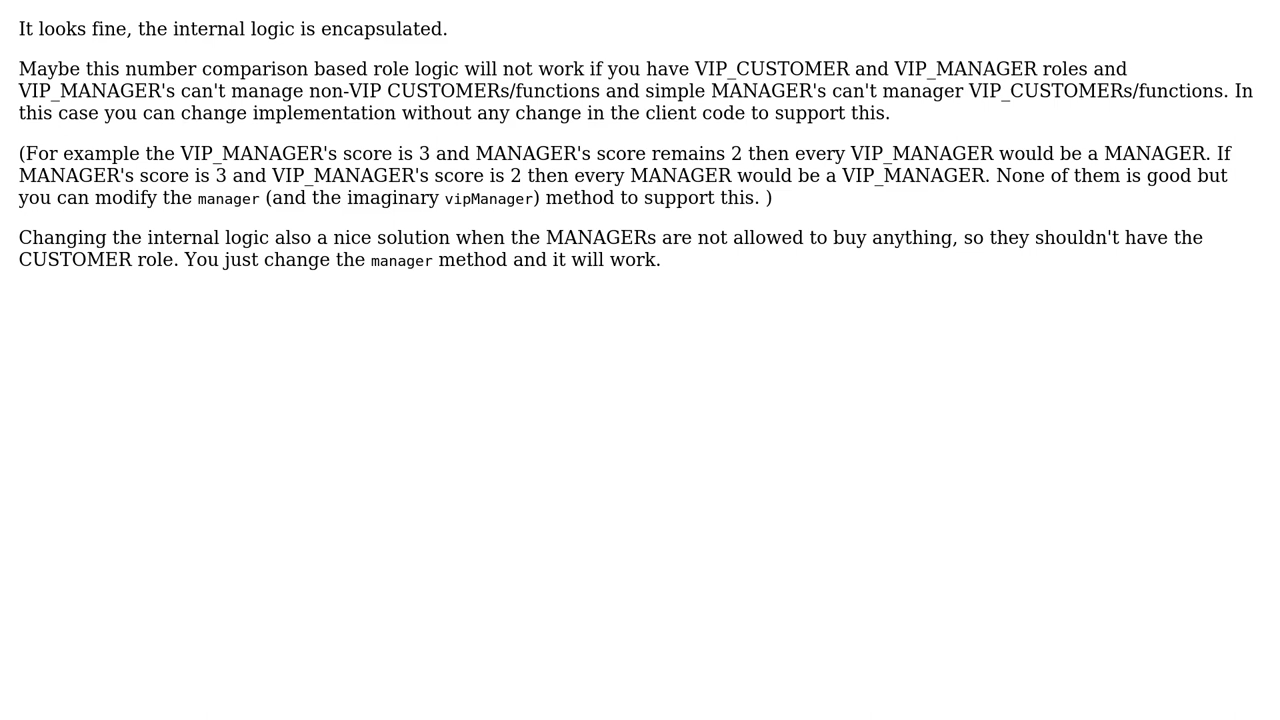 It looks fine, the internal logic is encapsulated.
Maybe this number comparison based role logic will not work if you have VIP_CUSTOMER and VIP_MANAGER roles and
VIP_MANAGER's can't manage non-VIP CUSTOMERs/functions and simple MANAGER's can't manager VIP_CUSTOMERs/functions. In
this case you can change implementation without any change in the client code to support this.
(For example the VIP_MANAGER's score is 3 and MANAGER's score remains 2 then every VIP_MANAGER would be a MANAGER. If
MANAGER's score is 3 and VIP_MANAGER's score is 2 then every MANAGER would be a VIP_MANAGER. None of them is good but
you can modify the manager (and the imaginary vipManager) method to support this. )
Changing the internal logic also a nice solution when the MANAGERs are not allowed to buy anything, so they shouldn't have the
CUSTOMER role. You just change the manager method and it will work.